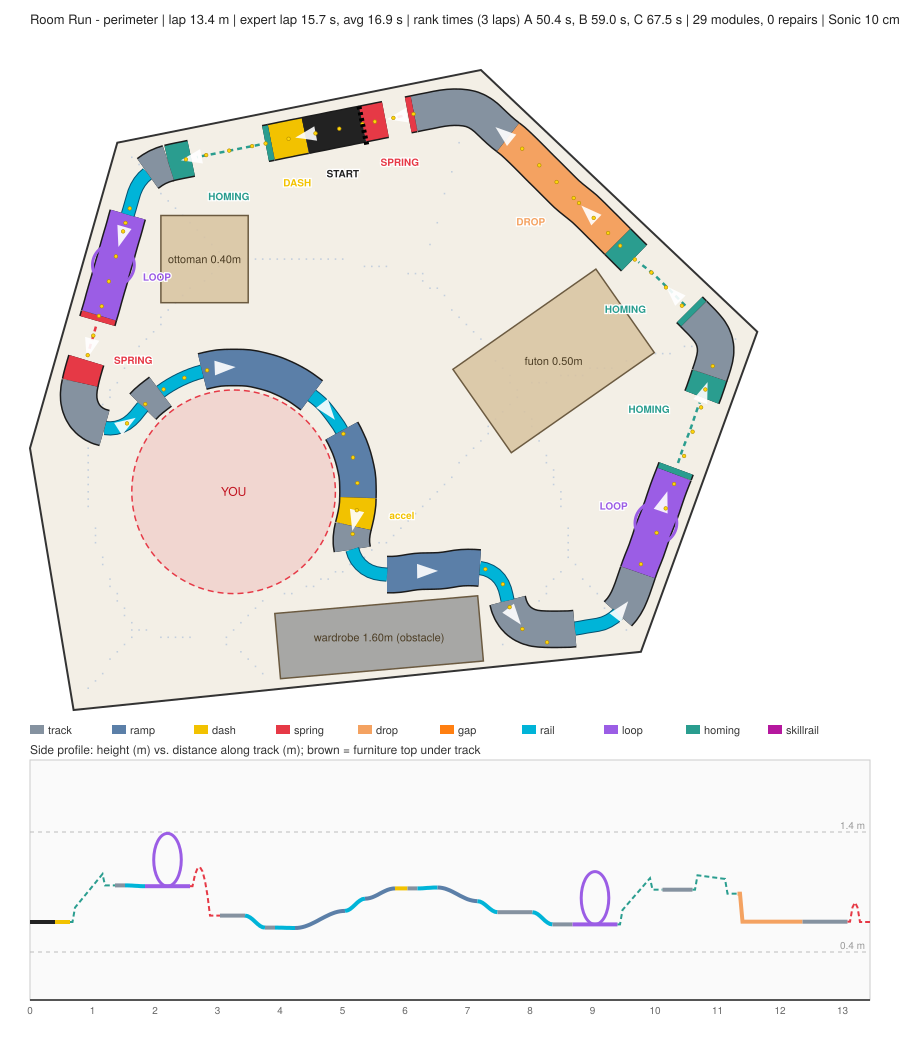 Room Run - perimeter | lap 13.4 m | expert lap 15.7 s, avg 16.9 s | rank times (3 laps) A 50.4 s, B 59.0 s, C 67.5 s | 29 modules, 0 repairs | Sonic 10 cm
SPRING
START
DASH
HOMING
DROP
ottoman 0.40m
LOOP
HOMING
SPRING
futon 0.50m
HOMING
YOU
LOOP
accel
wardrobe 1.60m (obstacle)
track ramp dash spring drop gap rail loop homing skillrail
Side profile: height (m) vs. distance along track (m); brown = furniture top under track
1.4 m
0.4 m
0 1 2 3 4 5 6 7 8 9 10 11 12 13